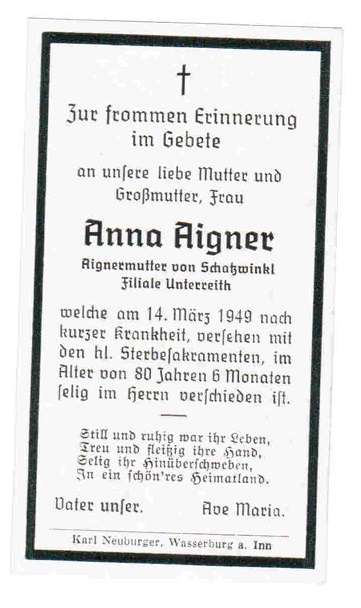 Zur frommen Erinnerung
im Gebete
an unsere liebe Mutter und
Großmutter, Frau
Anna Aigner
Aignermutter von Schatzwinkl
Filiale Unterreith
welche am 14. März 1949 nach
kurzer Krankheit, versehen mit
den hl. Sterbesakramenten, im
Alter von 80 Jahren 6 Monaten
selig im Herrn verschieden ist.
Still und ruhig war ihr Leben,
Treu und fleißig ihre Hand,
Selig ihr Hinüberschweben,
In ein schön'res Heimatland.
Vater unser. Ave Maria.
Karl Neuburger, Wasserburg a. Inn